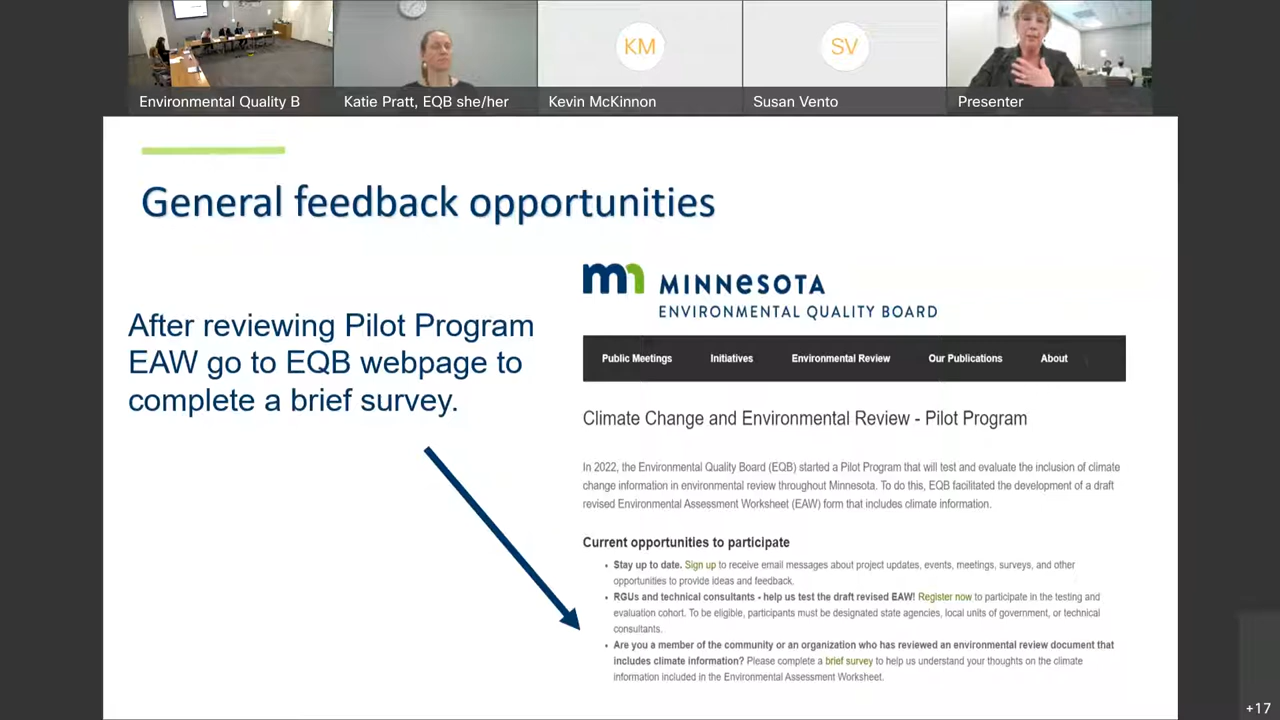 KM
SV
Environmental Quality B
Katie Pratt, EQB she/her
Kevin McKinnon
Susan Vento
Presenter
General feedback opportunities
After reviewing Pilot Program
EAW go to EQB webpage to
complete a brief survey.
mn MINNESOTA
ENVIRONMENTAL QUALITY BOARD
Public Meetings Initiatives Environmental Review Our Publications About
Climate Change and Environmental Review - Pilot Program
In 2022, the Environmental Quality Board (EQB) started a Pilot Program that will test and evaluate the inclusion of climate
change information in environmental review throughout Minnesota. To do this, EQB facilitated the development of a draft
revised Environmental Assessment Worksheet (EAW) form that includes climate information.
Current opportunities to participate
• Stay up to date. Sign up to receive email messages about project updates, events, meetings, surveys, and other
opportunities to provide ideas and feedback.
• RGUs and technical consultants - help us test the draft revised EAW! Register now to participate in the testing and
evaluation cohort. To be eligible, participants must be designated state agencies, local units of government, or technical
consultants.
• Are you a member of the community or an organization who has reviewed an environmental review document that
includes climate information? Please complete a brief survey to help us understand your thoughts on the climate
information included in the Environmental Assessment Worksheet.
+17